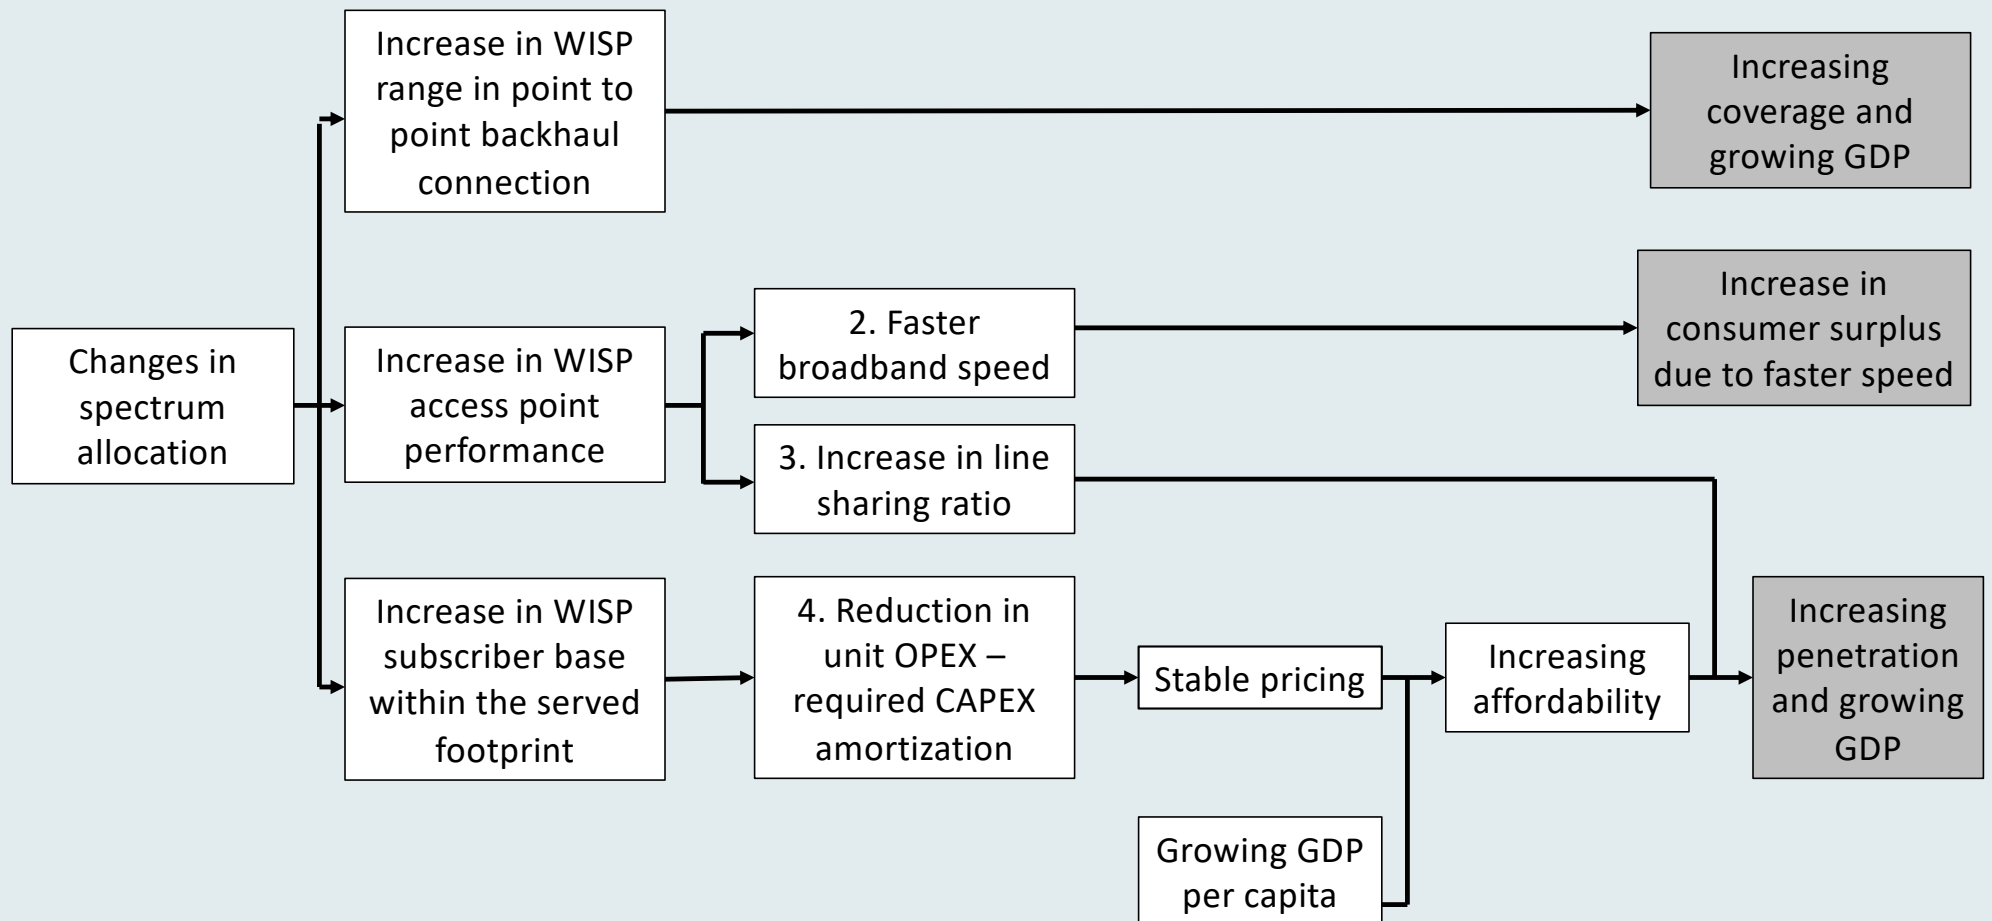 Increase in WISP
range in point to
point backhaul
connection
Increasing
coverage and
growing GDP
Changes in
spectrum
allocation
Increase in WISP
access point
performance
2. Faster
broadband speed
Increase in
consumer surplus
due to faster speed
3. Increase in line
sharing ratio
Increase in WISP
subscriber base
within the served
footprint
4. Reduction in
unit OPEX –
required CAPEX
amortization
Stable pricing
Increasing
affordability
Increasing
penetration
and growing
GDP
Growing GDP
per capita